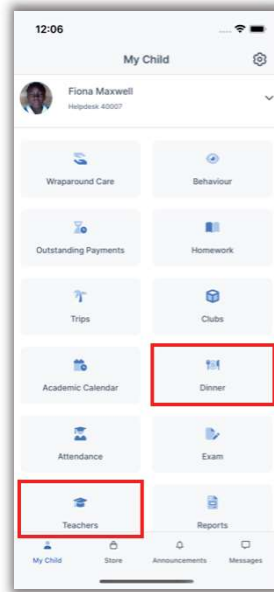 12:06
My Child
Fiona Maxwell
Helpdesk 40007
Wraparound Care
Behaviour
Outstanding Payments
Homework
Trips
Clubs
Academic Calendar
Dinner
Attendance
Exam
Teachers
Reports
My Child
Store
Announcements
Messages